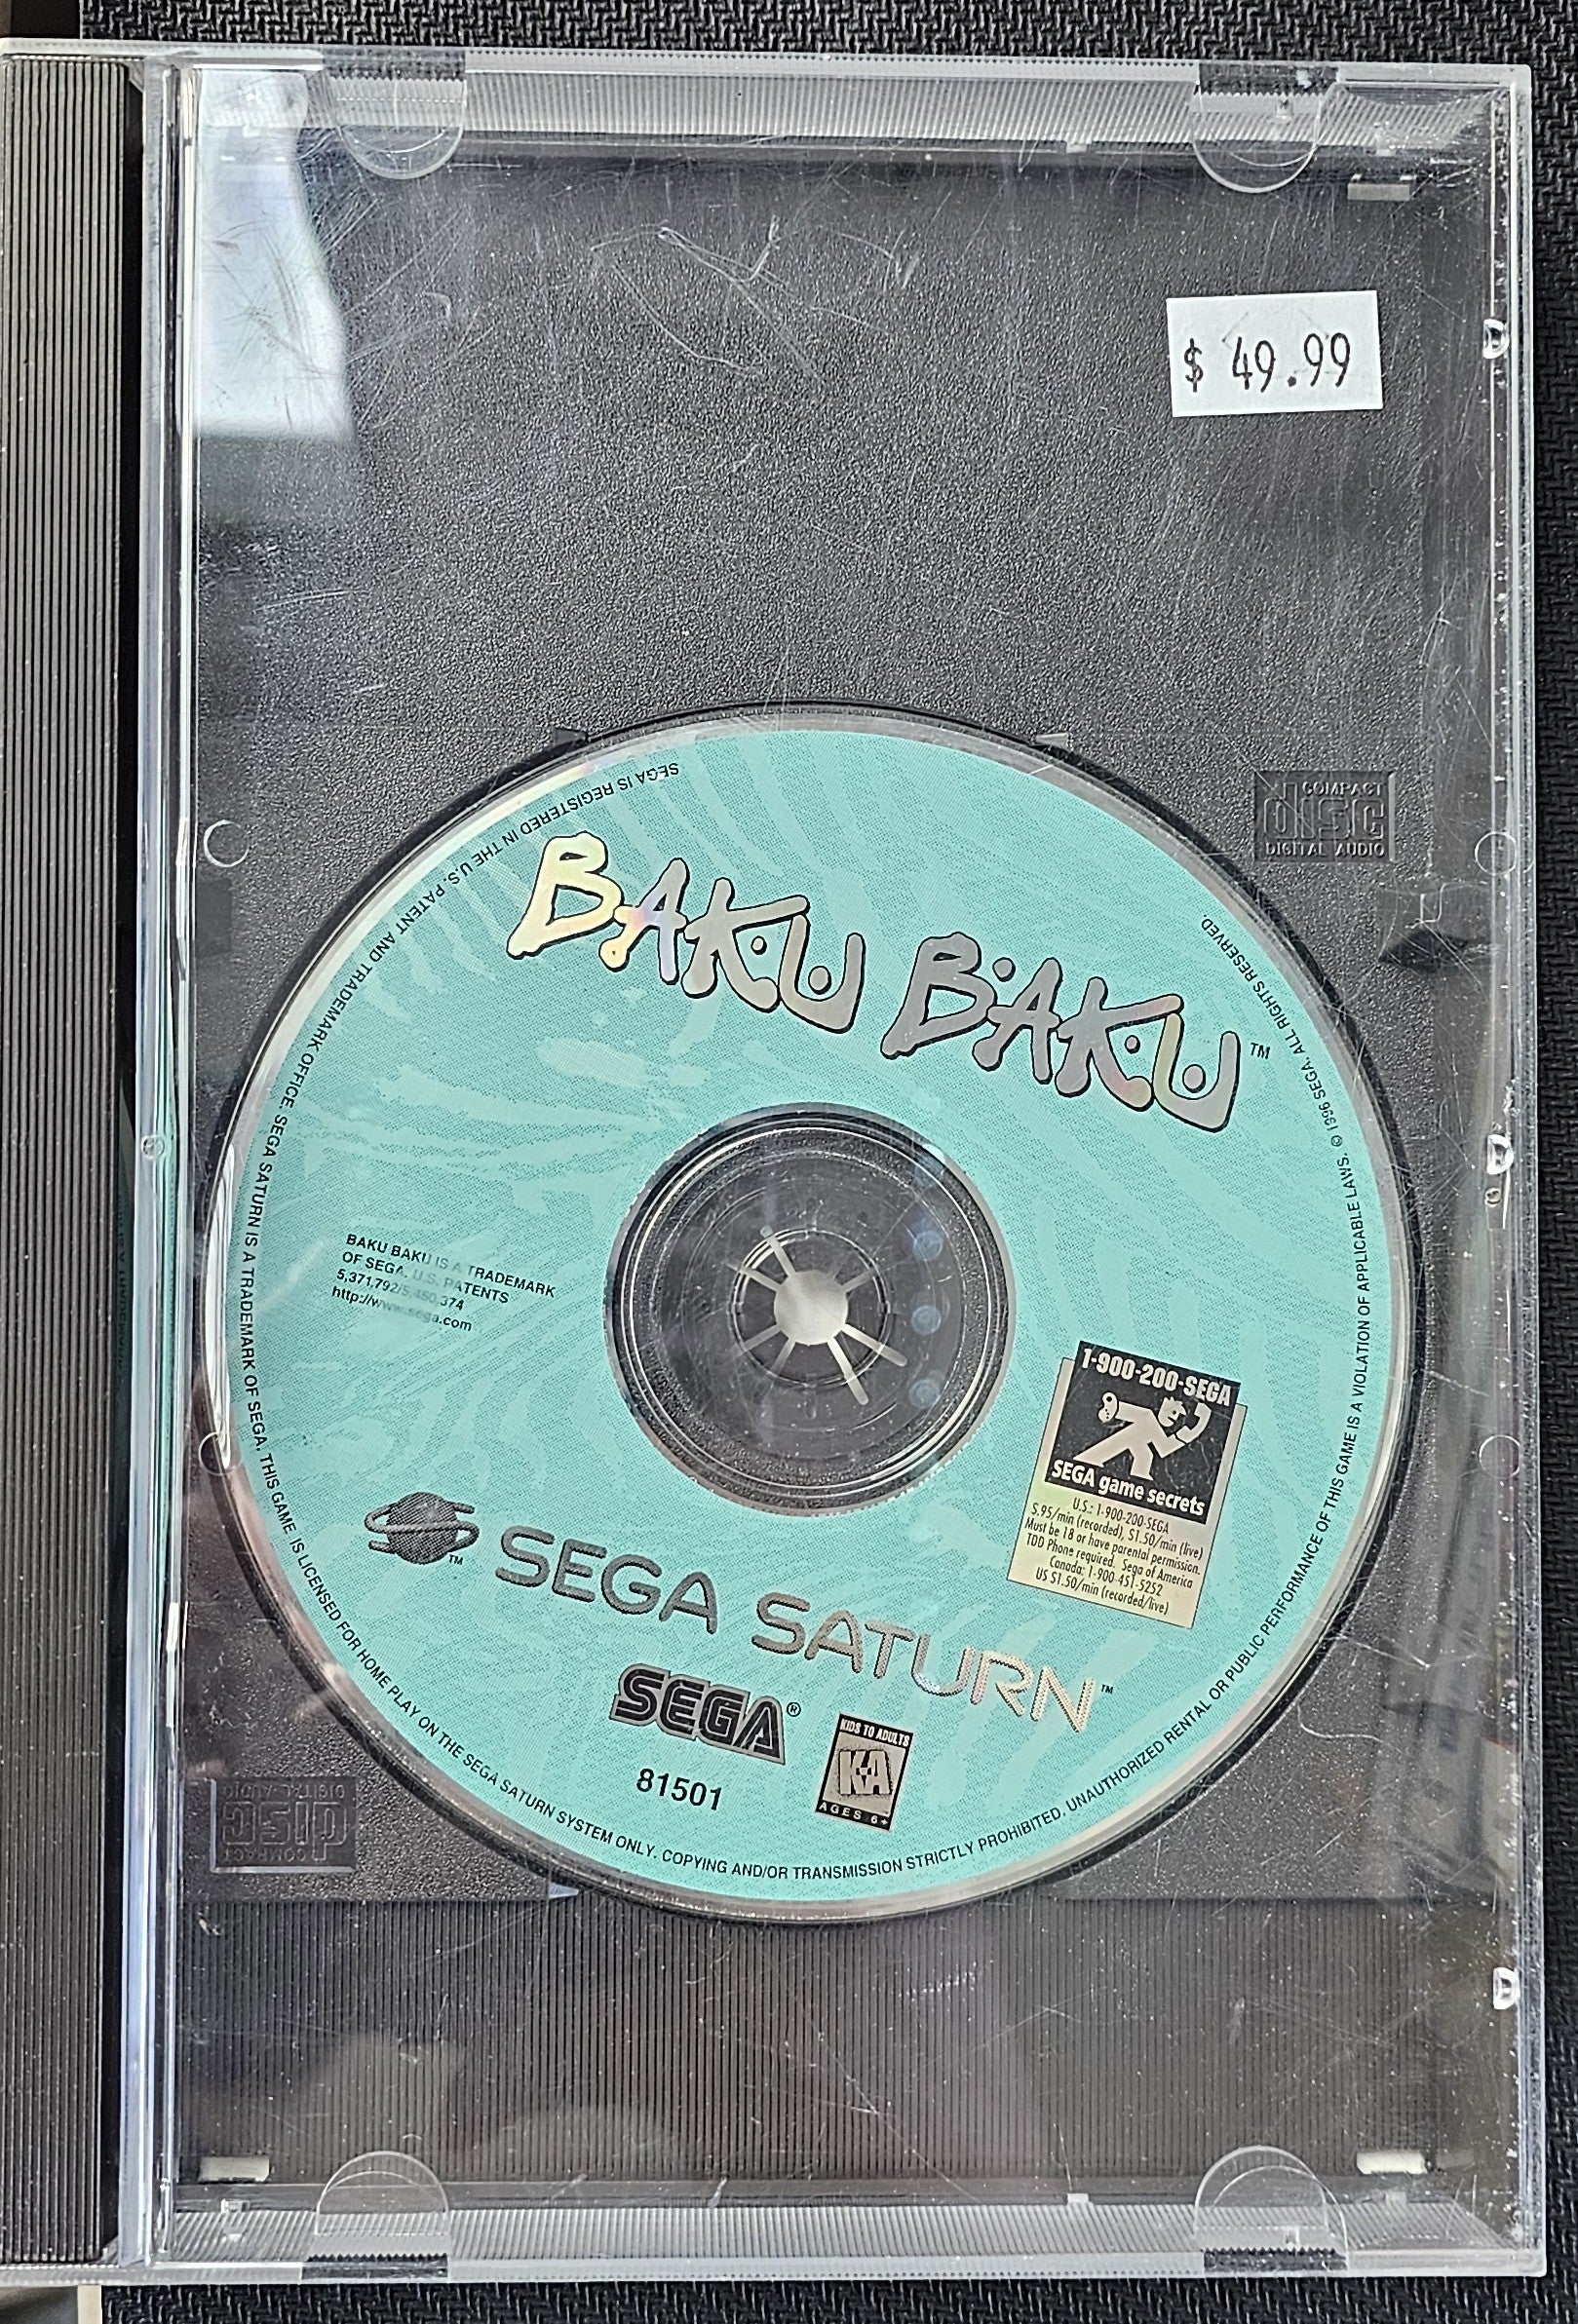 $ 49.99
COMPACT
disc
DIGITAL AUDIO
BAKU BAKU™
BAKU BAKU IS A TRADEMARK
OF SEGA. U.S. PATENTS
5,371,792/5,460,374
http://www.sega.com
1-900-200-SEGA
SEGA game secrets
U.S.: 1-900-200-SEGA
$.95/min (recorded), $1.50/min (live)
Must be 18 or have parental permission.
TDD Phone required. Sega of America
Canada: 1-900-451-5252
US $1.50/min (recorded/live)
™
SEGA SATURN™
SEGA®
81501
KIDS TO ADULTS
KA
AGES 6+
SEGA IS REGISTERED IN THE U.S. PATENT AND TRADEMARK OFFICE. SEGA SATURN IS A TRADEMARK OF SEGA. THIS GAME IS LICENSED FOR HOME PLAY ON THE SEGA SATURN SYSTEM ONLY. COPYING AND/OR TRANSMISSION STRICTLY PROHIBITED. UNAUTHORIZED RENTAL OR PUBLIC PERFORMANCE OF THIS GAME IS A VIOLATION OF APPLICABLE LAWS. © 1996 SEGA. ALL RIGHTS RESERVED.
COMPACT
disc
DIGITAL AUDIO